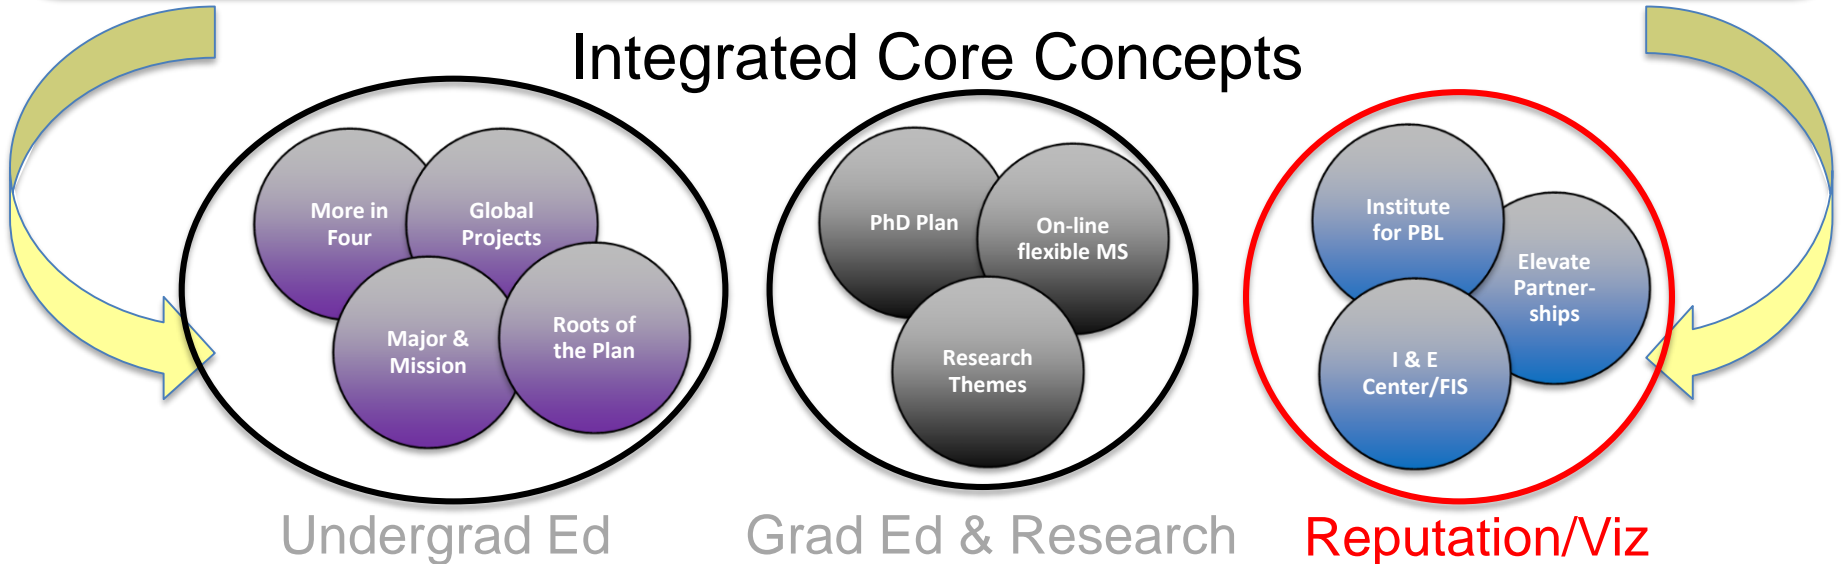 Integrated Core Concepts
More in
Four
Global
Projects
Major &
Mission
Roots of
the Plan
PhD Plan
On-line
flexible MS
Research
Themes
Institute
for PBL
Elevate
Partner-
ships
I & E
Center/FIS
Undergrad Ed
Grad Ed & Research
Reputation/Viz